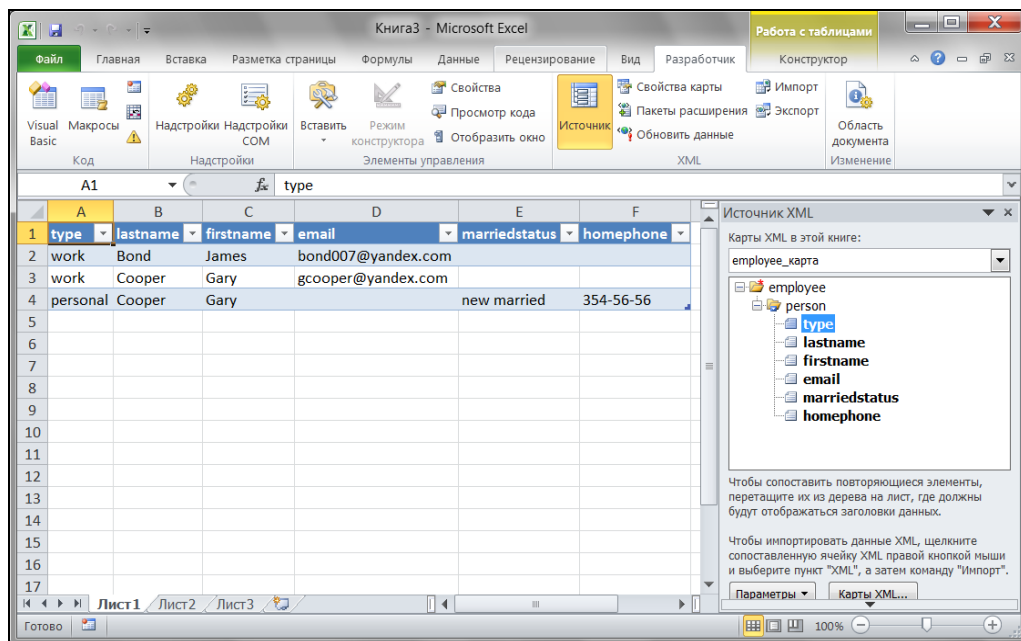 Книга3 - Microsoft Excel
Работа с таблицами
Файл Главная Вставка Разметка страницы Формулы Данные Рецензирование Вид Разработчик Конструктор
Visual Basic
Макросы
Код
Надстройки
Надстройки COM
Надстройки
Вставить
Режим конструктора
Свойства
Просмотр кода
Отобразить окно
Элементы управления
Источник
Свойства карты
Пакеты расширения
Обновить данные
Импорт
Экспорт
XML
Область документа
Изменение
A1 fx type
A B C D E F
1 type lastname firstname email marriedstatus homephone
2 work Bond James bond007@yandex.com
3 work Cooper Gary gcooper@yandex.com
4 personal Cooper Gary new married 354-56-56
5
6
7
8
9
10
11
12
13
14
15
16
17
Источник XML
Карты XML в этой книге:
employee_карта
employee
person
type
lastname
firstname
email
marriedstatus
homephone
Чтобы сопоставить повторяющиеся элементы,
перетащите их из дерева на лист, где должны
будут отображаться заголовки данных.
Чтобы импортировать данные XML, щелкните
сопоставленную ячейку XML правой кнопкой мыши
и выберите пункт "XML", а затем команду "Импорт".
Параметры Карты XML...
Лист1 Лист2 Лист3
Готово 100%